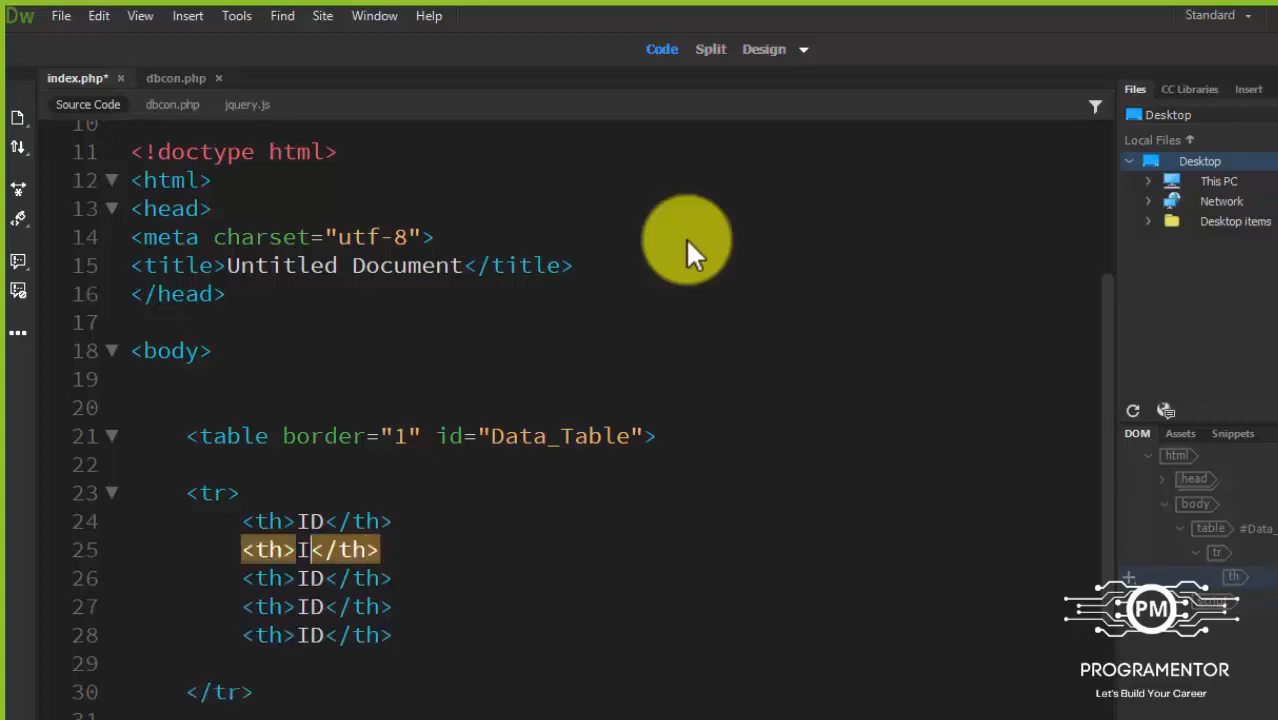 Dw File Edit View Insert Tools Find Site Window Help Standard
Code Split Design
index.php* × dbcon.php ×
Source Code dbcon.php jquery.js
Files CC Libraries Insert
Desktop
Local Files
Desktop
This PC
Network
Desktop items
10
11 <!doctype html>
12 <html>
13 <head>
14 <meta charset="utf-8">
15 <title>Untitled Document</title>
16 </head>
17
18 <body>
19
20
21 <table border="1" id="Data_Table">
22
23 <tr>
24 <th>ID</th>
25 <th>I</th>
26 <th>ID</th>
27 <th>ID</th>
28 <th>ID</th>
29
30 </tr>
31
DOM Assets Snippets
html
head
body
table #Data_
tr
th
PM
PROGRAMENTOR
Let's Build Your Career